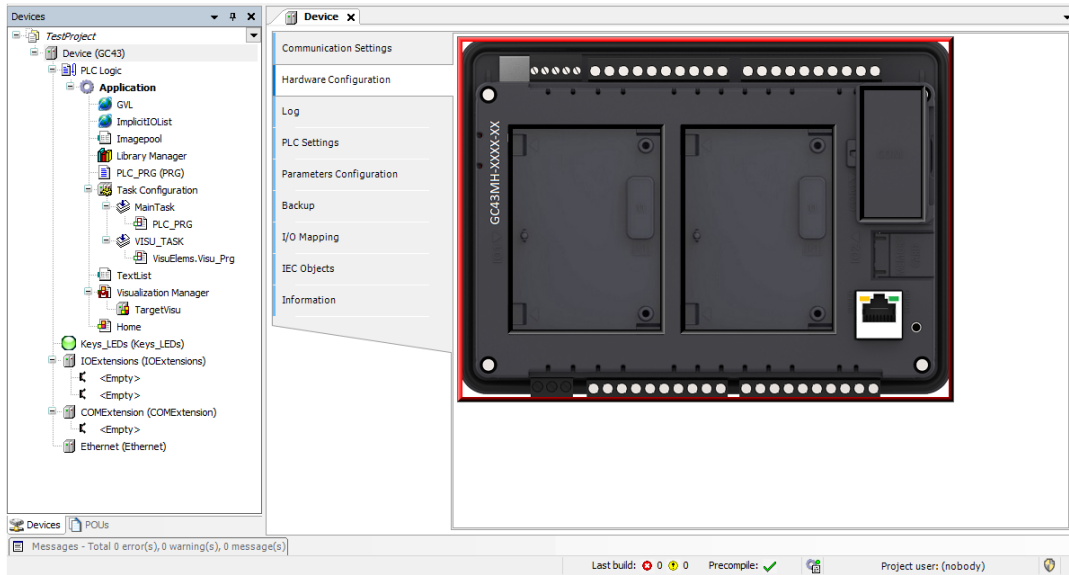 Devices
TestProject
Device (GC43)
PLC Logic
Application
GVL
ImplicitIOList
Imagepool
Library Manager
PLC_PRG (PRG)
Task Configuration
MainTask
PLC_PRG
VISU_TASK
VisuElems.Visu_Prg
TextList
Visualization Manager
TargetVisu
Home
Keys_LEDs (Keys_LEDs)
IOExtensions (IOExtensions)
<Empty>
<Empty>
COMExtension (COMExtension)
<Empty>
Ethernet (Ethernet)
Devices
POUs
Device
Communication Settings
Hardware Configuration
Log
PLC Settings
Parameters Configuration
Backup
I/O Mapping
IEC Objects
Information
GC43MH-XXXX-XX
Messages - Total 0 error(s), 0 warning(s), 0 message(s)
Last build: 0 0 Precompile:
Project user: (nobody)